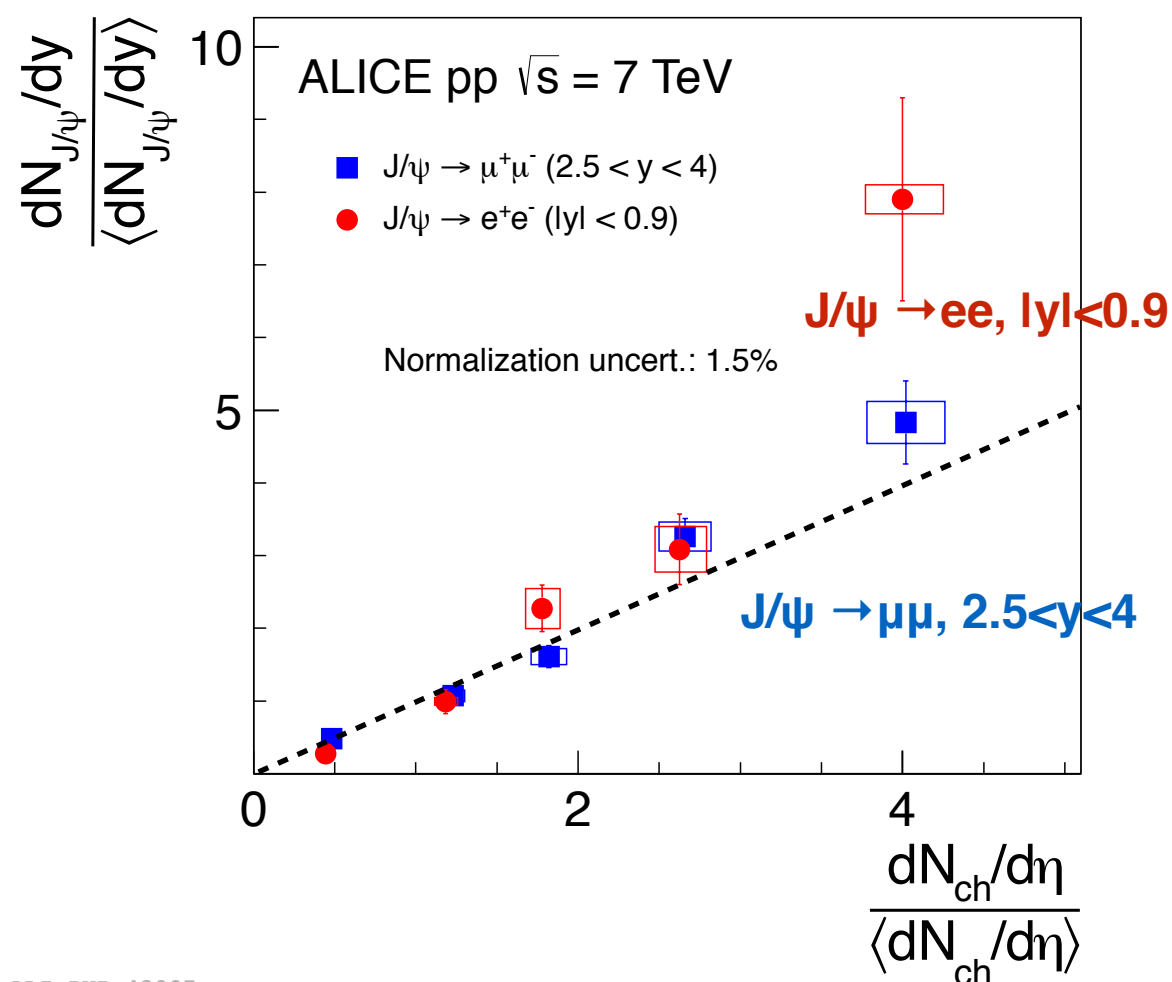 dN_J/ψ/dy
⟨dN_J/ψ/dy⟩
10
ALICE pp √s = 7 TeV
J/ψ → μ⁺μ⁻ (2.5 < y < 4)
J/ψ → e⁺e⁻ (|y| < 0.9)
J/ψ →ee, |y|<0.9
Normalization uncert.: 1.5%
5
J/ψ →μμ, 2.5<y<4
0 2 4
dN_ch/dη
⟨dN_ch/dη⟩